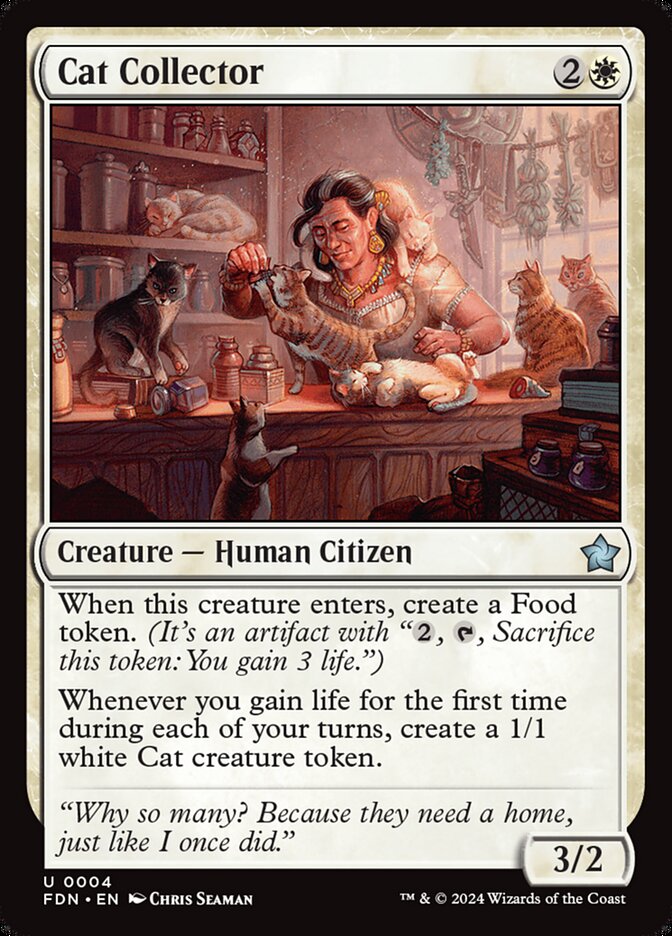 Cat Collector 2
Creature — Human Citizen
When this creature enters, create a Food
token. (It's an artifact with “2, , Sacrifice
this token: You gain 3 life.”)
Whenever you gain life for the first time
during each of your turns, create a 1/1
white Cat creature token.
“Why so many? Because they need a home,
just like I once did.”
3/2
U 0004
FDN • EN Chris Seaman
™ & © 2024 Wizards of the Coast